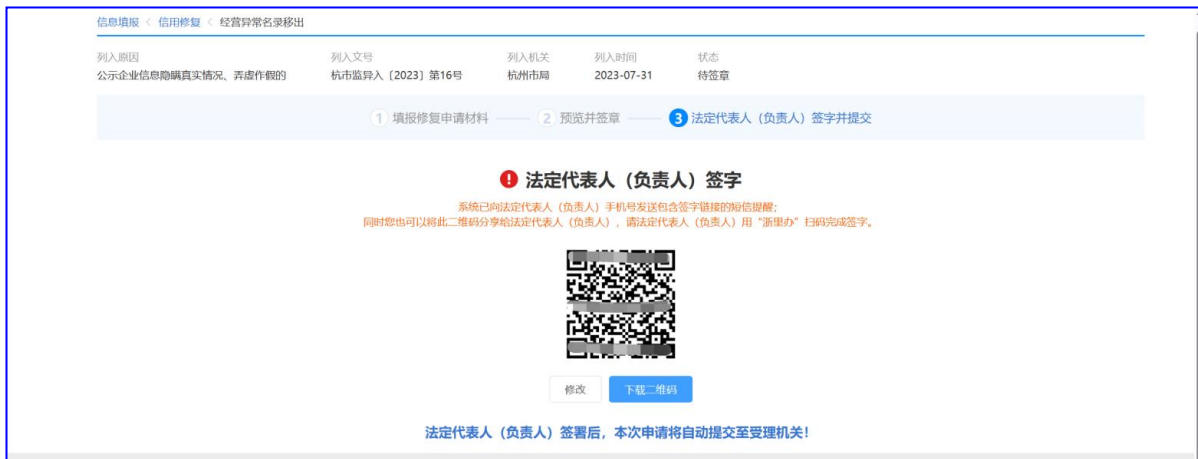 信息填报 < 信用修复 < 经营异常名录移出
列入原因 列入文号 列入机关 列入时间 状态
公示企业信息隐瞒真实情况、弄虚作假的 杭市监异入〔2023〕第16号 杭州市局 2023-07-31 待签章
1 填报修复申请材料 2 预览并签章 3 法定代表人（负责人）签字并提交
法定代表人（负责人）签字
系统已向法定代表人（负责人）手机号发送包含签字链接的短信提醒；
同时您也可以将此二维码分享给法定代表人（负责人），请法定代表人（负责人）用“浙里办”扫码完成签字。
修改 下载二维码
法定代表人（负责人）签署后，本次申请将自动提交至受理机关！